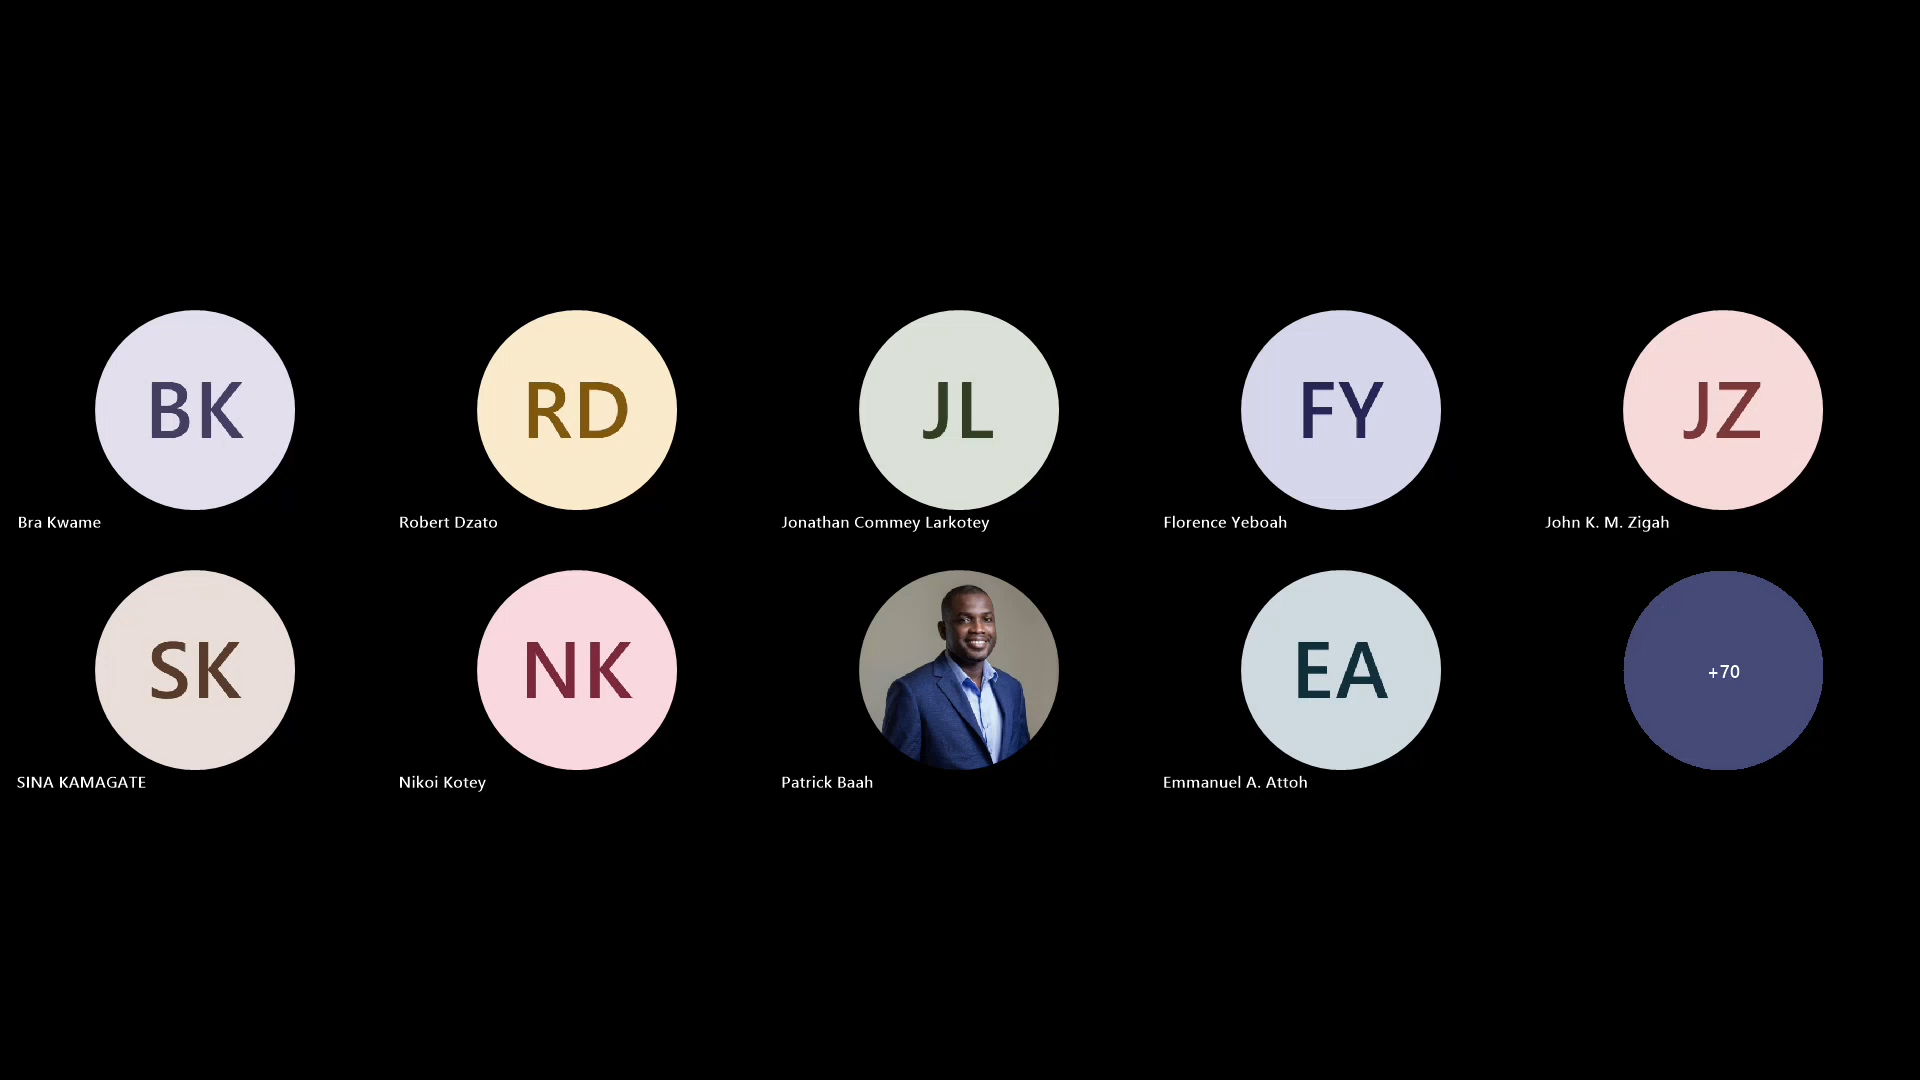 BK
RD
JL
FY
JZ
Bra Kwame
Robert Dzato
Jonathan Commey Larkotey
Florence Yeboah
John K. M. Zigah
SK
NK
EA
+70
SINA KAMAGATE
Nikoi Kotey
Patrick Baah
Emmanuel A. Attoh